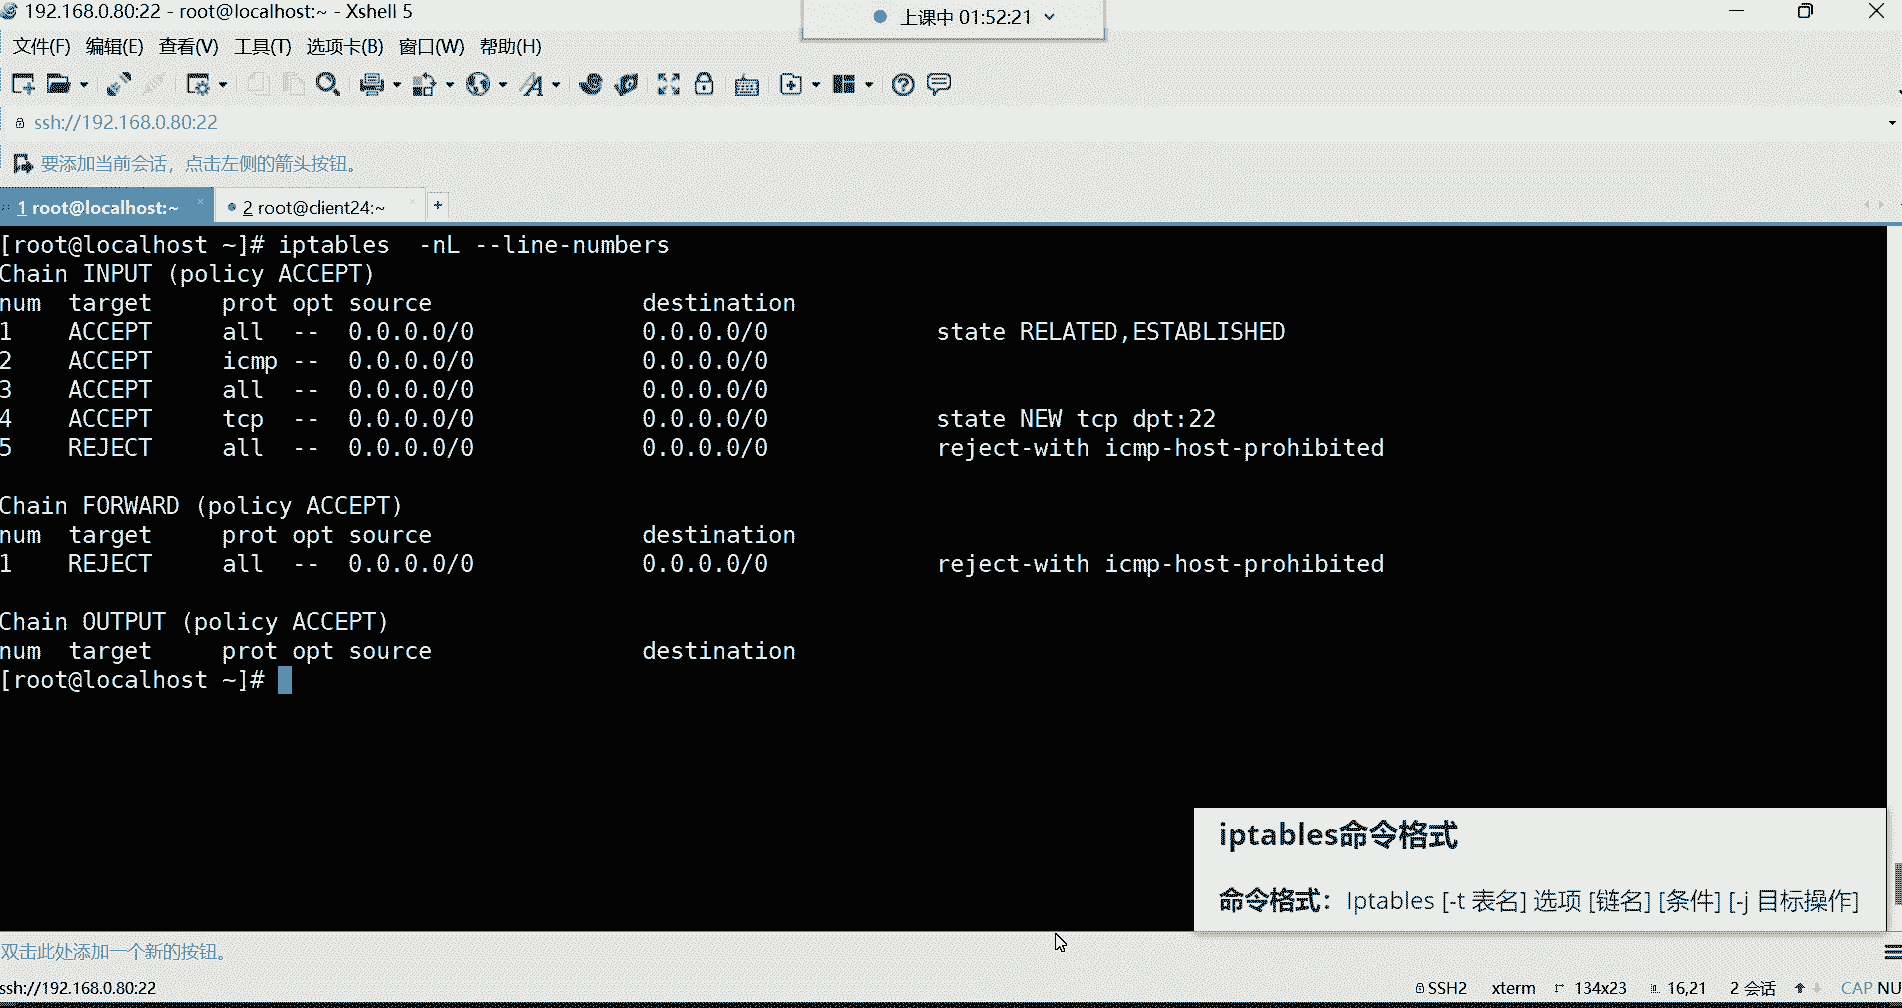 192.168.0.80:22 - root@localhost:~ - Xshell 5
上课中 01:52:21
文件(F) 编辑(E) 查看(V) 工具(T) 选项卡(B) 窗口(W) 帮助(H)
ssh://192.168.0.80:22
要添加当前会话，点击左侧的箭头按钮。
1 root@localhost:~ 2 root@client24:~ +
[root@localhost ~]# iptables  -nL --line-numbers
Chain INPUT (policy ACCEPT)
num  target     prot opt source               destination
1    ACCEPT     all  --  0.0.0.0/0            0.0.0.0/0            state RELATED,ESTABLISHED
2    ACCEPT     icmp --  0.0.0.0/0            0.0.0.0/0
3    ACCEPT     all  --  0.0.0.0/0            0.0.0.0/0
4    ACCEPT     tcp  --  0.0.0.0/0            0.0.0.0/0            state NEW tcp dpt:22
5    REJECT     all  --  0.0.0.0/0            0.0.0.0/0            reject-with icmp-host-prohibited
Chain FORWARD (policy ACCEPT)
num  target     prot opt source               destination
1    REJECT     all  --  0.0.0.0/0            0.0.0.0/0            reject-with icmp-host-prohibited
Chain OUTPUT (policy ACCEPT)
num  target     prot opt source               destination
[root@localhost ~]#
iptables命令格式
命令格式：Iptables [-t 表名] 选项 [链名] [条件] [-j 目标操作]
双击此处添加一个新的按钮。
ssh://192.168.0.80:22 SSH2 xterm 134x23 16,21 2 会话 CAP NU